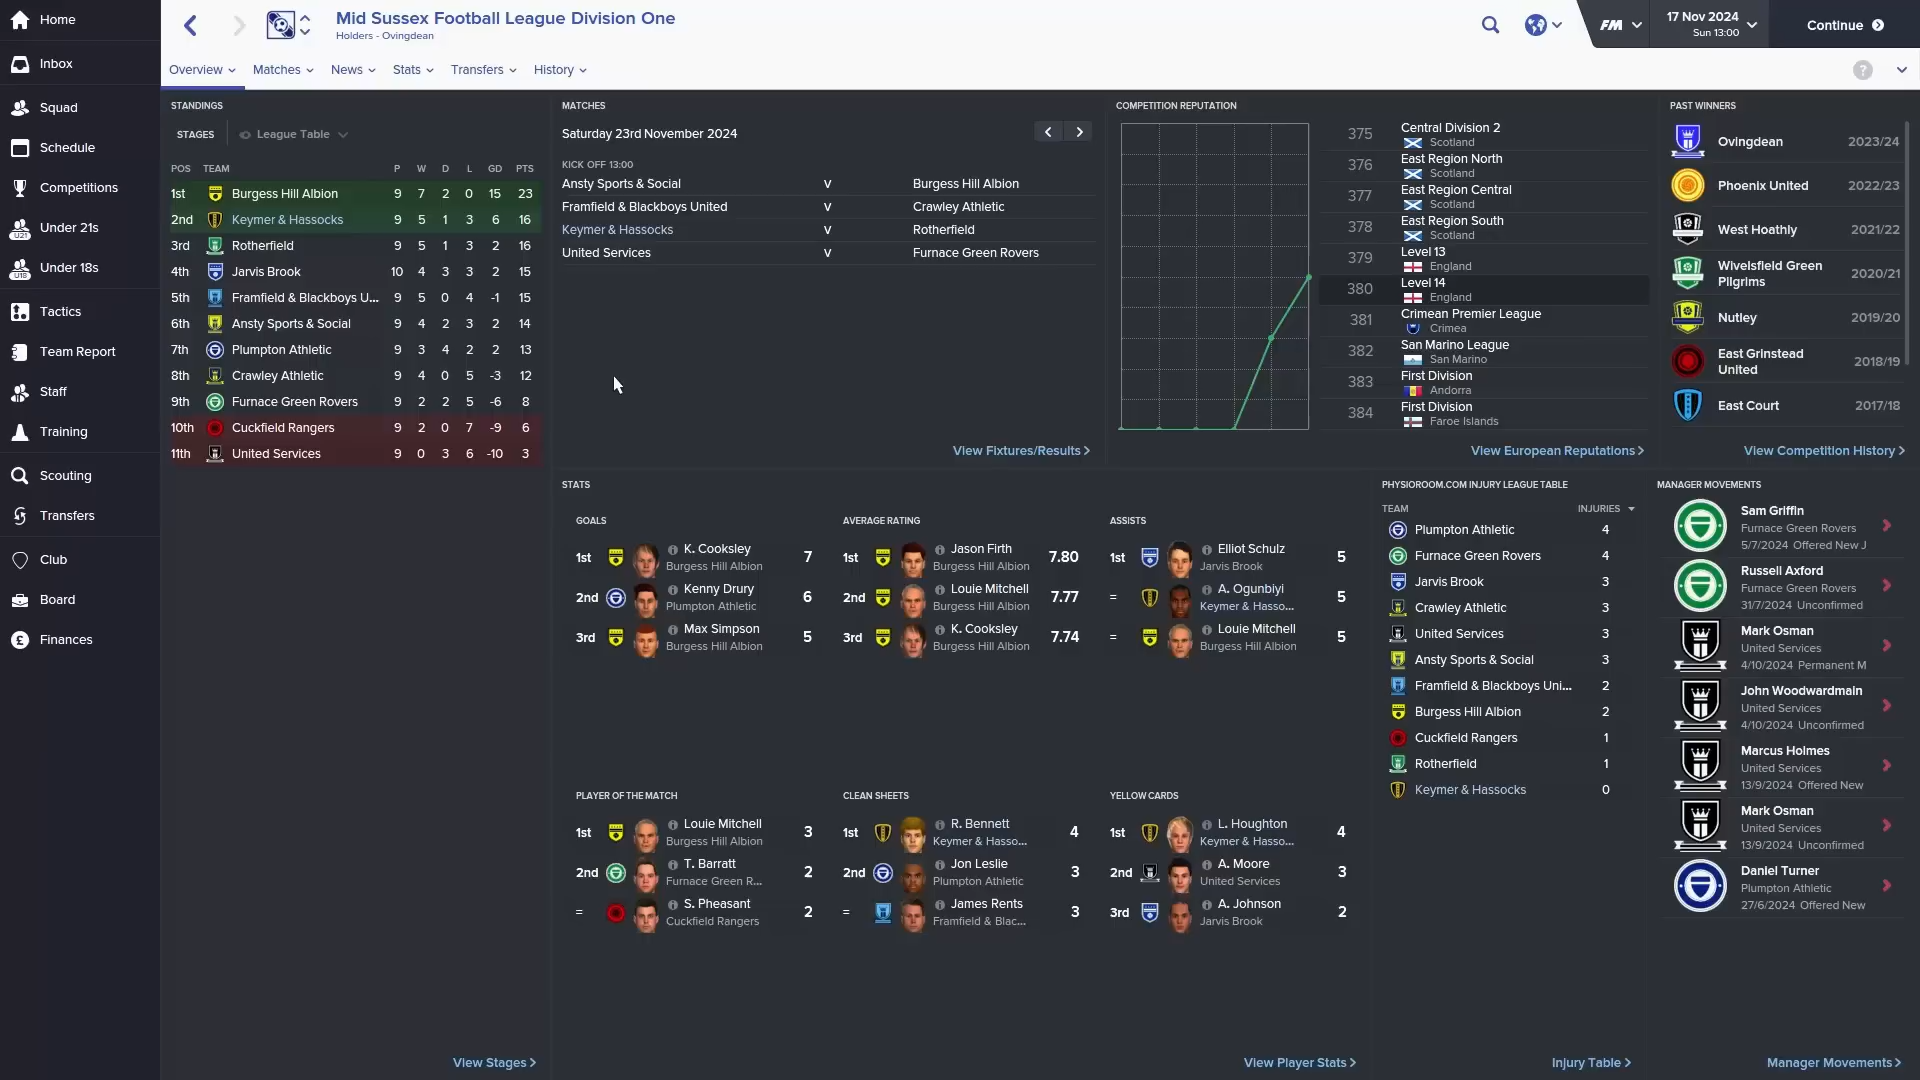 Home
Inbox
Squad
Schedule
Competitions
Under 21s
Under 18s
Tactics
Team Report
Staff
Training
Scouting
Transfers
Club
Board
Finances
Mid Sussex Football League Division One
Holders - Ovingdean
FM
17 Nov 2024
Sun 13:00
Continue
Overview Matches News Stats Transfers History
?
STANDINGS
STAGES League Table
POS TEAM P W D L GD PTS
1st Burgess Hill Albion 9 7 2 0 15 23
2nd Keymer & Hassocks 9 5 1 3 6 16
3rd Rotherfield 9 5 1 3 2 16
4th Jarvis Brook 10 4 3 3 2 15
5th Framfield & Blackboys U... 9 5 0 4 -1 15
6th Ansty Sports & Social 9 4 2 3 2 14
7th Plumpton Athletic 9 3 4 2 2 13
8th Crawley Athletic 9 4 0 5 -3 12
9th Furnace Green Rovers 9 2 2 5 -6 8
10th Cuckfield Rangers 9 2 0 7 -9 6
11th United Services 9 0 3 6 -10 3
View Stages
MATCHES
Saturday 23rd November 2024
KICK OFF 13:00
Ansty Sports & Social v Burgess Hill Albion
Framfield & Blackboys United v Crawley Athletic
Keymer & Hassocks v Rotherfield
United Services v Furnace Green Rovers
View Fixtures/Results
COMPETITION REPUTATION
375 Central Division 2
Scotland
376 East Region North
Scotland
377 East Region Central
Scotland
378 East Region South
Scotland
379 Level 13
England
380 Level 14
England
381 Crimean Premier League
Crimea
382 San Marino League
San Marino
383 First Division
Andorra
384 First Division
Faroe Islands
View European Reputations
PAST WINNERS
Ovingdean 2023/24
Phoenix United 2022/23
West Hoathly 2021/22
Wivelsfield Green
Pilgrims 2020/21
Nutley 2019/20
East Grinstead
United 2018/19
East Court 2017/18
View Competition History
STATS
GOALS
1st K. Cooksley 7
Burgess Hill Albion
2nd Kenny Drury 6
Plumpton Athletic
3rd Max Simpson 5
Burgess Hill Albion
AVERAGE RATING
1st Jason Firth 7.80
Burgess Hill Albion
2nd Louie Mitchell 7.77
Burgess Hill Albion
3rd K. Cooksley 7.74
Burgess Hill Albion
ASSISTS
1st Elliot Schulz 5
Jarvis Brook
= A. Ogunbiyi 5
Keymer & Hasso...
= Louie Mitchell 5
Burgess Hill Albion
PLAYER OF THE MATCH
1st Louie Mitchell 3
Burgess Hill Albion
2nd T. Barratt 2
Furnace Green R...
= S. Pheasant 2
Cuckfield Rangers
CLEAN SHEETS
1st R. Bennett 4
Keymer & Hasso...
2nd Jon Leslie 3
Plumpton Athletic
= James Rents 3
Framfield & Blac...
YELLOW CARDS
1st L. Houghton 4
Keymer & Hasso...
2nd A. Moore 3
United Services
3rd A. Johnson 2
Jarvis Brook
View Player Stats
PHYSIOROOM.COM INJURY LEAGUE TABLE
TEAM INJURIES
Plumpton Athletic 4
Furnace Green Rovers 4
Jarvis Brook 3
Crawley Athletic 3
United Services 3
Ansty Sports & Social 3
Framfield & Blackboys Uni... 2
Burgess Hill Albion 2
Cuckfield Rangers 1
Rotherfield 1
Keymer & Hassocks 0
Injury Table
MANAGER MOVEMENTS
Sam Griffin
Furnace Green Rovers
5/7/2024 Offered New J
Russell Axford
Furnace Green Rovers
31/7/2024 Unconfirmed
Mark Osman
United Services
4/10/2024 Permanent M
John Woodwardmain
United Services
4/10/2024 Unconfirmed
Marcus Holmes
United Services
13/9/2024 Offered New
Mark Osman
United Services
13/9/2024 Unconfirmed
Daniel Turner
Plumpton Athletic
27/6/2024 Offered New
Manager Movements